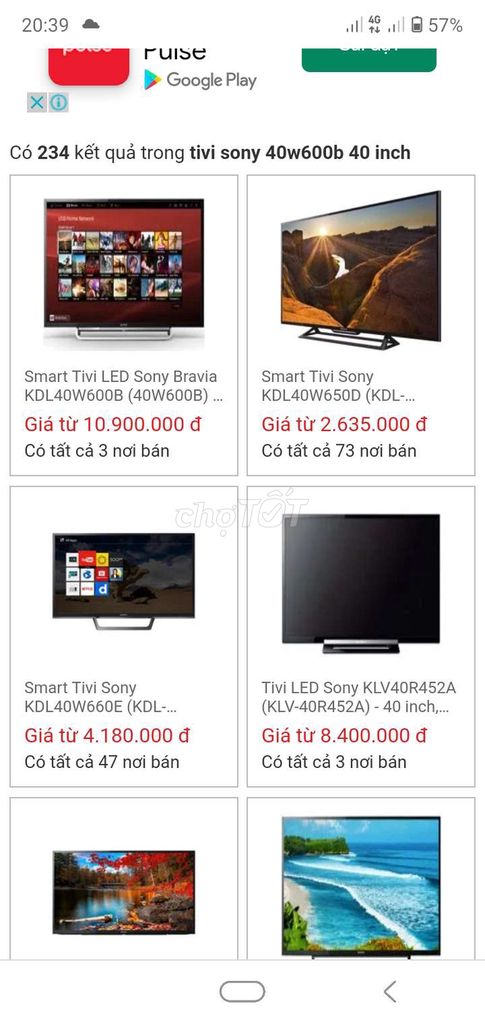 20:39 4G 57%
pulse
Pulse
Google Play
Có 234 kết quả trong tivi sony 40w600b 40 inch
Smart Tivi LED Sony Bravia
KDL40W600B (40W600B) ...
Giá từ 10.900.000 đ
Có tất cả 3 nơi bán
Smart Tivi Sony
KDL40W650D (KDL-...
Giá từ 2.635.000 đ
Có tất cả 73 nơi bán
chợTỐT
Smart Tivi Sony
KDL40W660E (KDL-...
Giá từ 4.180.000 đ
Có tất cả 47 nơi bán
Tivi LED Sony KLV40R452A
(KLV-40R452A) - 40 inch,...
Giá từ 8.400.000 đ
Có tất cả 3 nơi bán